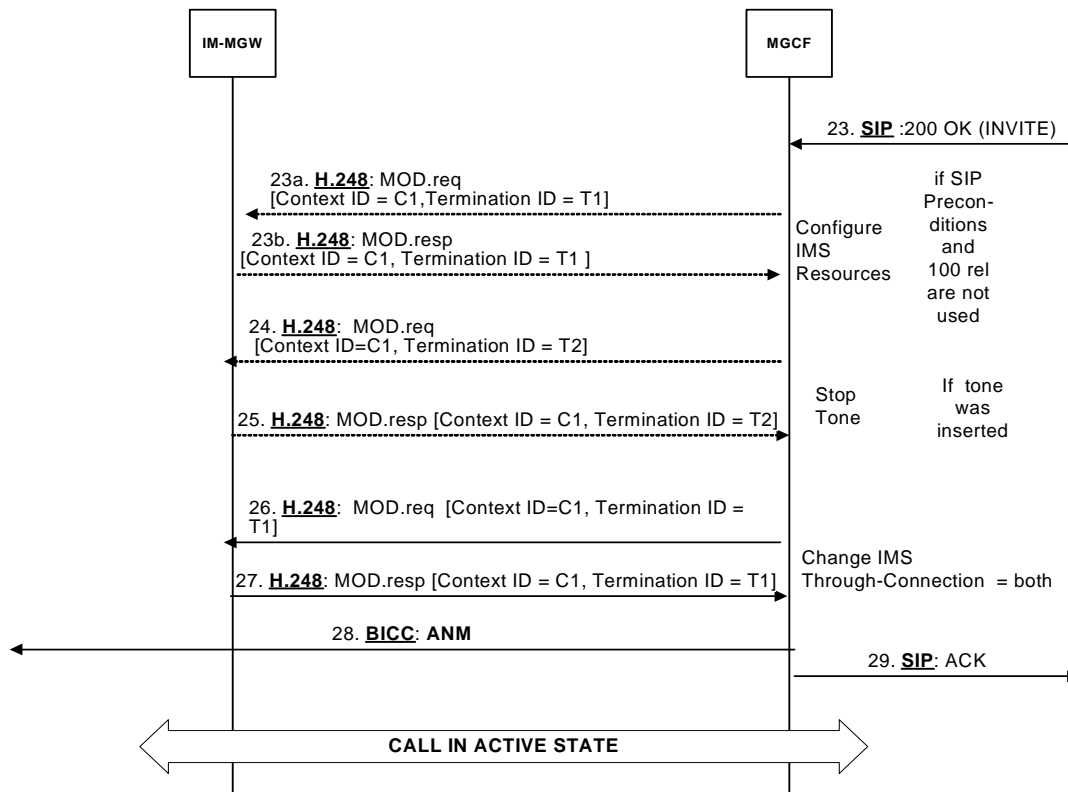 IM-MGW
MGCF
23. SIP :200 OK (INVITE)
23a. H.248: MOD.req
[Context ID = C1,Termination ID = T1]
23b. H.248: MOD.resp
[Context ID = C1, Termination ID = T1 ]
Configure
IMS
Resources
if SIP
Precon-
ditions
and
100 rel
are not
used
24. H.248:  MOD.req
[Context ID=C1, Termination ID = T2]
25. H.248: MOD.resp [Context ID = C1, Termination ID = T2]
Stop
Tone
If  tone
was
inserted
26. H.248:  MOD.req  [Context ID=C1, Termination ID =
T1]
27. H.248: MOD.resp [Context ID = C1, Termination ID = T1]
Change IMS
Through-Connection  = both
28. BICC: ANM
29. SIP: ACK
CALL IN ACTIVE STATE